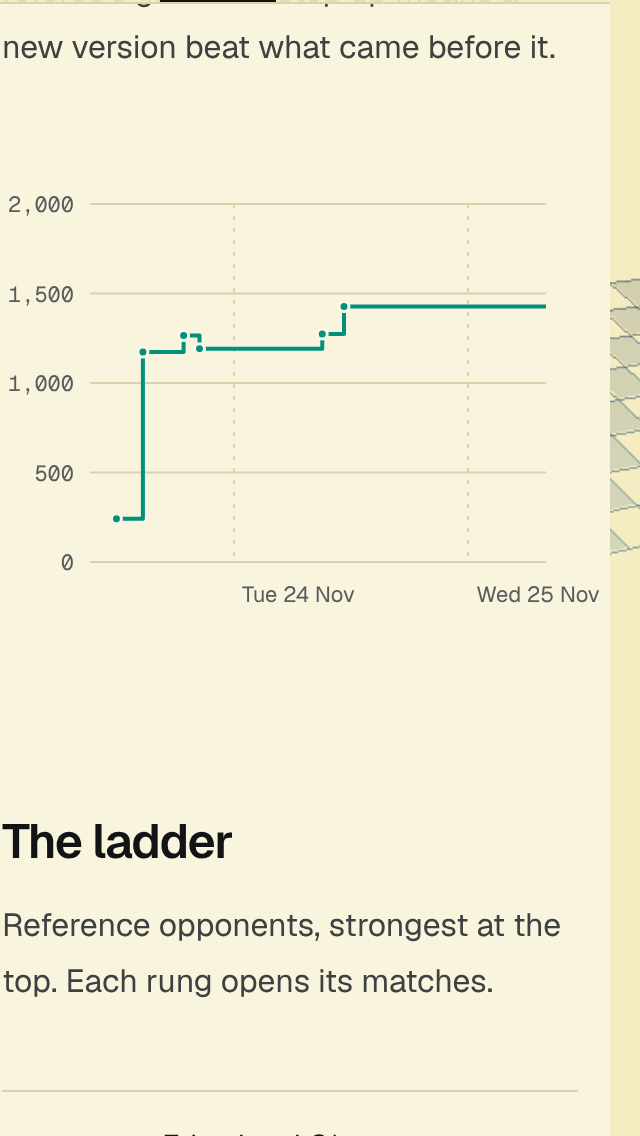 new version beat what came before it.
2,000
1,500
1,000
500
0
Tue 24 Nov
Wed 25 Nov
The ladder
Reference opponents, strongest at the
top. Each rung opens its matches.